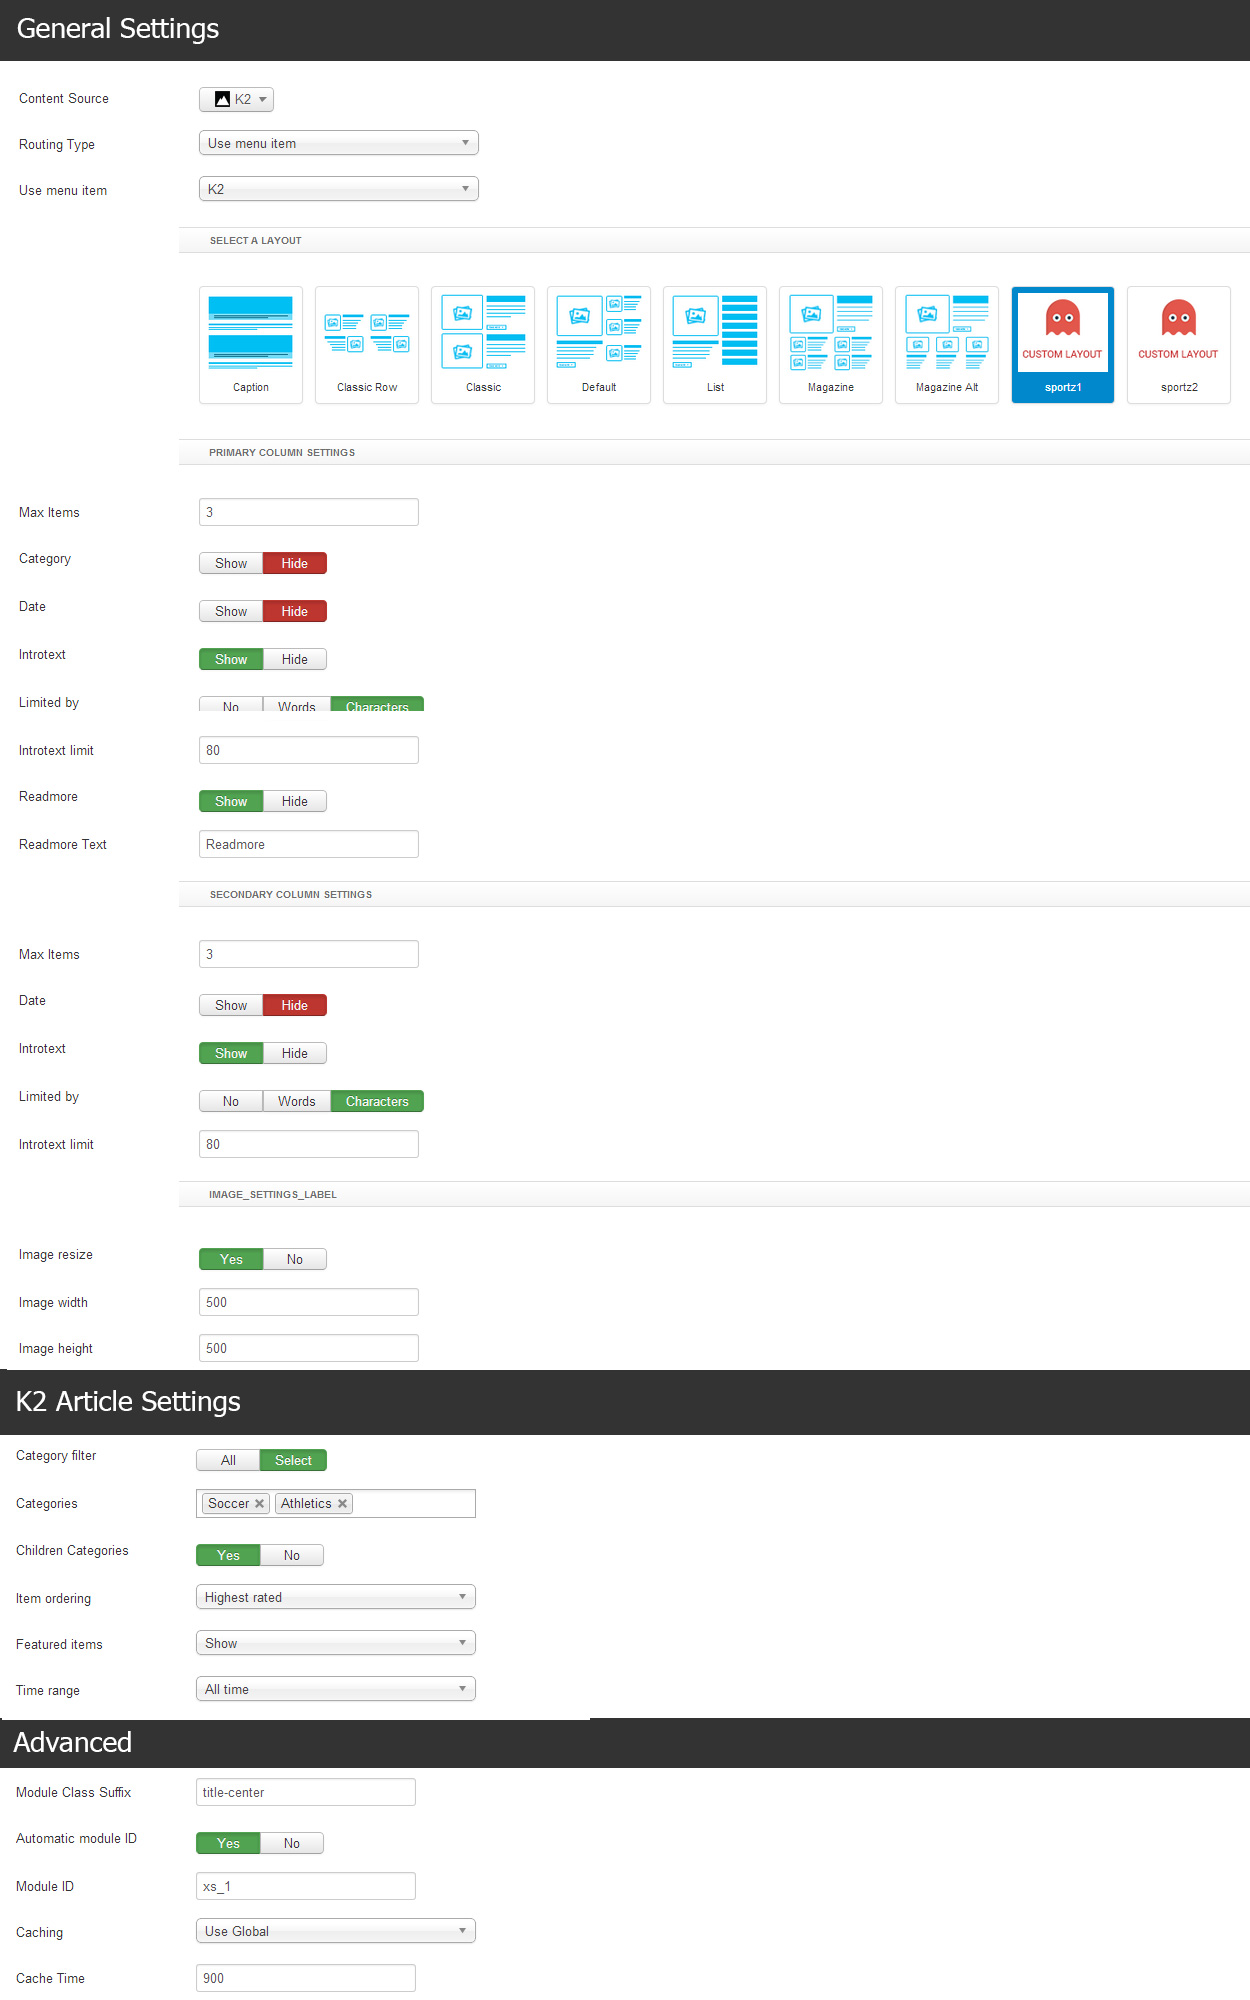 General Settings
Content Source K2
Routing Type Use menu item
Use menu item K2
SELECT A LAYOUT
CUSTOM LAYOUT CUSTOM LAYOUT
Caption Classic Row Classic Default List Magazine Magazine Alt sportz1 sportz2
PRIMARY COLUMN SETTINGS
Max Items 3
Category Show Hide
Date Show Hide
Introtext Show Hide
Limited by No Words Characters
Introtext limit 80
Readmore Show Hide
Readmore Text Readmore
SECONDARY COLUMN SETTINGS
Max Items 3
Date Show Hide
Introtext Show Hide
Limited by No Words Characters
Introtext limit 80
IMAGE_SETTINGS_LABEL
Image resize Yes No
Image width 500
Image height 500
K2 Article Settings
Category filter All Select
Categories Soccer Athletics
Children Categories Yes No
Item ordering Highest rated
Featured items Show
Time range All time
Advanced
Module Class Suffix title-center
Automatic module ID Yes No
Module ID xs_1
Caching Use Global
Cache Time 900